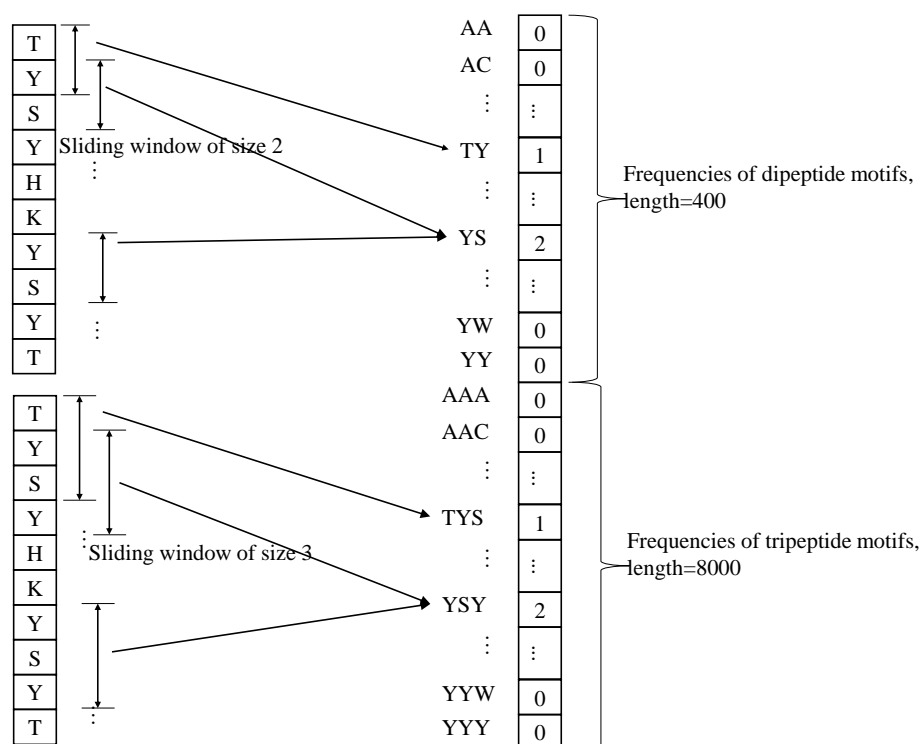 T
Y
S
Y
H
K
Y
S
Y
T
Sliding window of size 2
...
...
AA 0
AC 0
... ...
TY 1
... ...
YS 2
... ...
YW 0
YY 0
Frequencies of dipeptide motifs,
length=400
T
Y
S
Y
H
K
Y
S
Y
T
...
Sliding window of size 3
...
AAA 0
AAC 0
... ...
TYS 1
... ...
YSY 2
... ...
YYW 0
YYY 0
Frequencies of tripeptide motifs,
length=8000